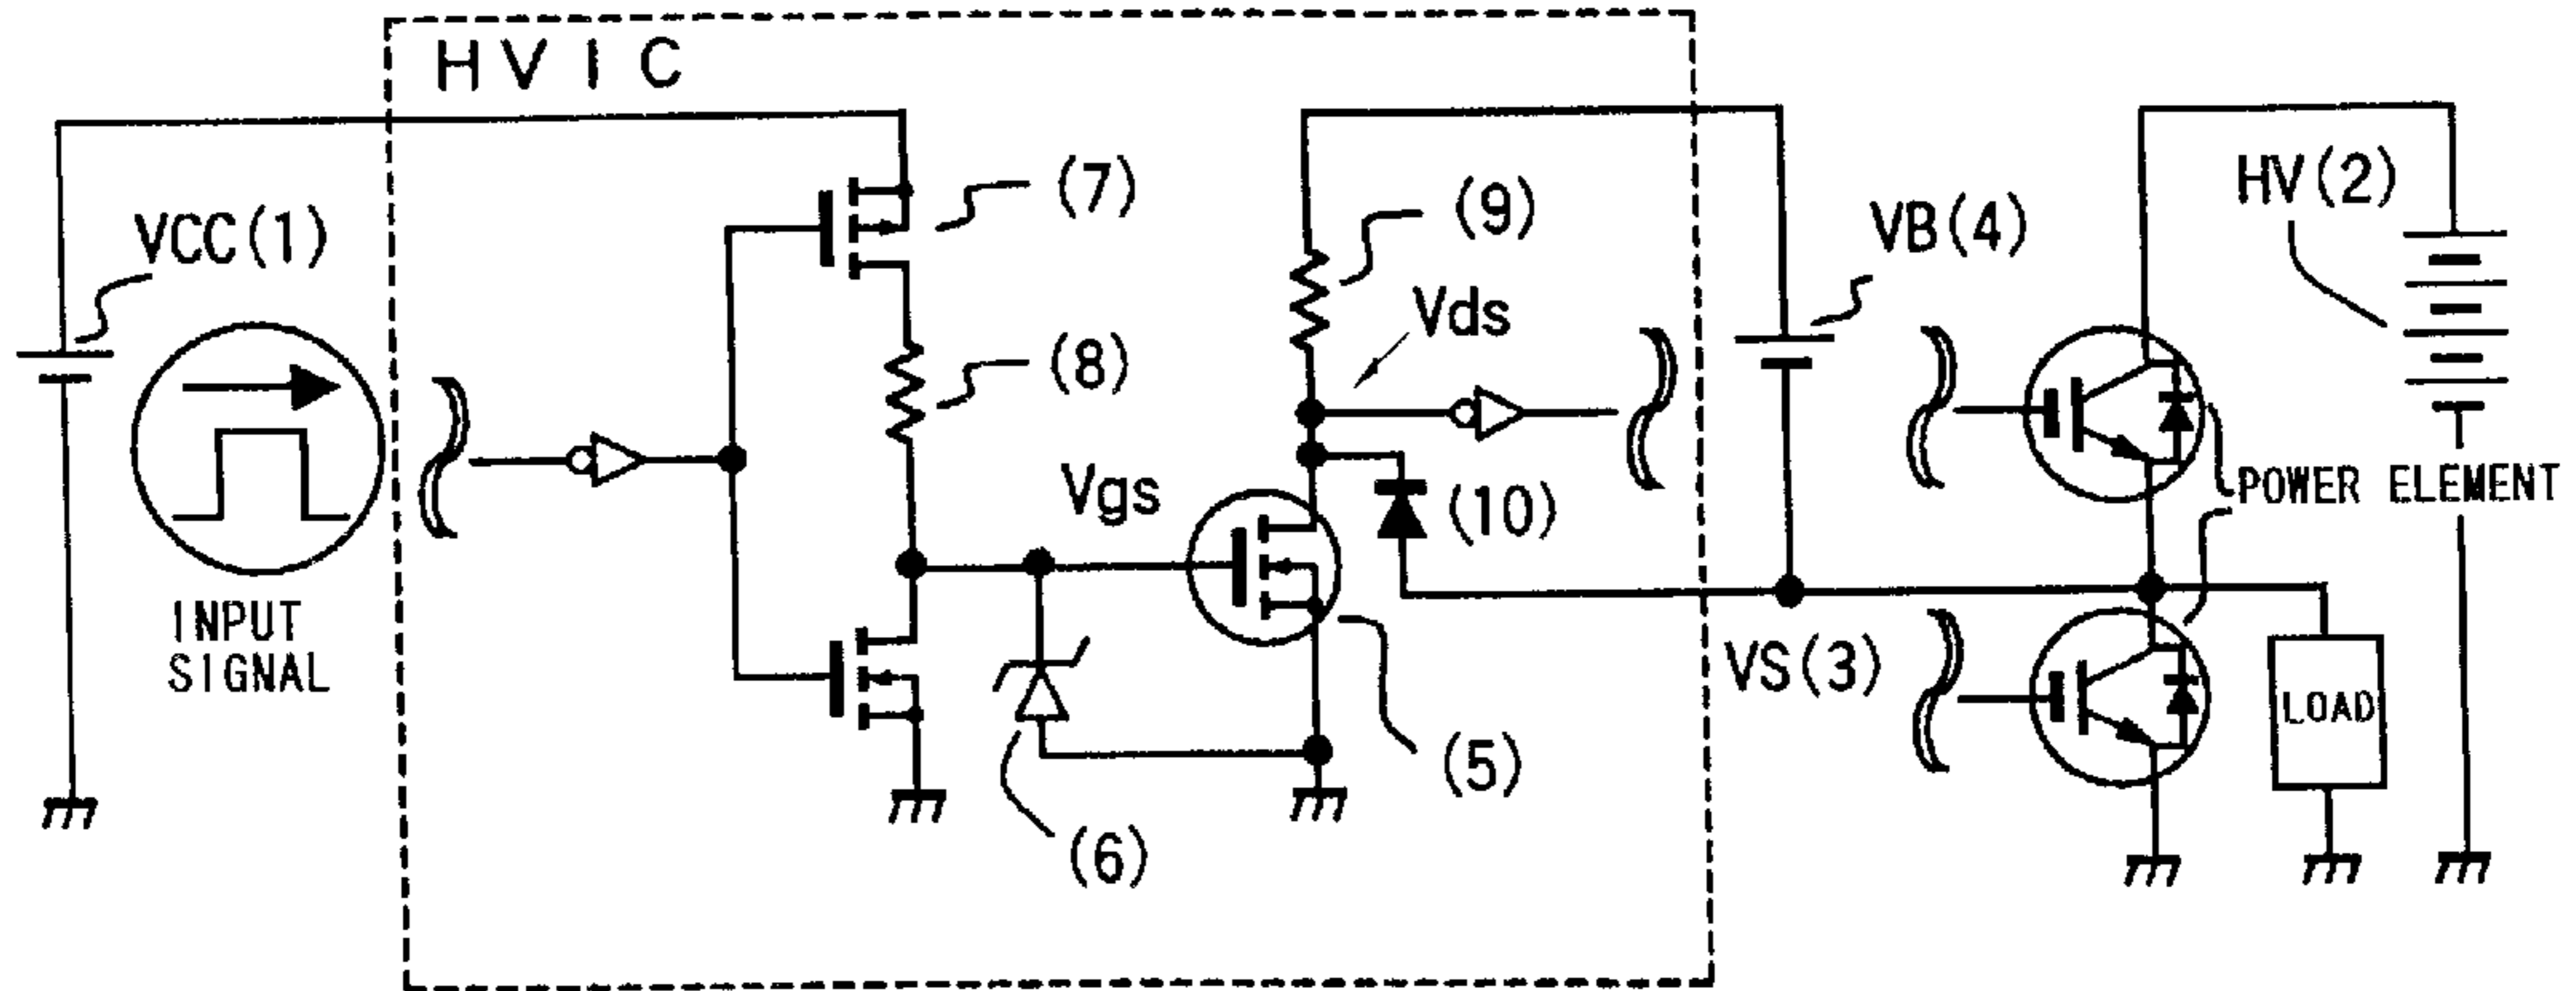 HVIC
VCC(1)
(7)
(9)
VB(4)
HV(2)
(8)
Vds
Vgs
(10)
POWER ELEMENT
INPUT
SIGNAL
VS(3)
LOAD
(5)
(6)